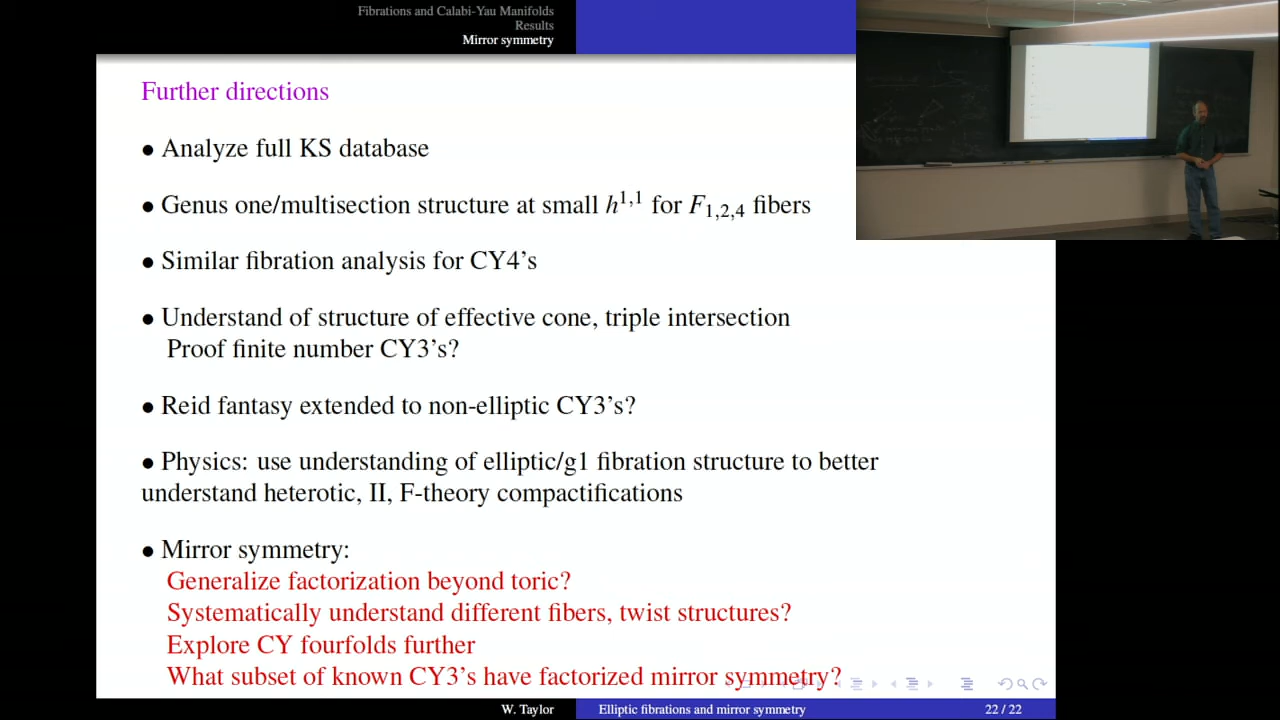 Fibrations and Calabi-Yau Manifolds
Results
Mirror symmetry
Further directions
• Analyze full KS database
• Genus one/multisection structure at small h^{1,1} for F_{1,2,4} fibers
• Similar fibration analysis for CY4's
• Understand of structure of effective cone, triple intersection
Proof finite number CY3's?
• Reid fantasy extended to non-elliptic CY3's?
• Physics: use understanding of elliptic/g1 fibration structure to better
understand heterotic, II, F-theory compactifications
• Mirror symmetry:
Generalize factorization beyond toric?
Systematically understand different fibers, twist structures?
Explore CY fourfolds further
What subset of known CY3's have factorized mirror symmetry?
W. Taylor
Elliptic fibrations and mirror symmetry
22 / 22